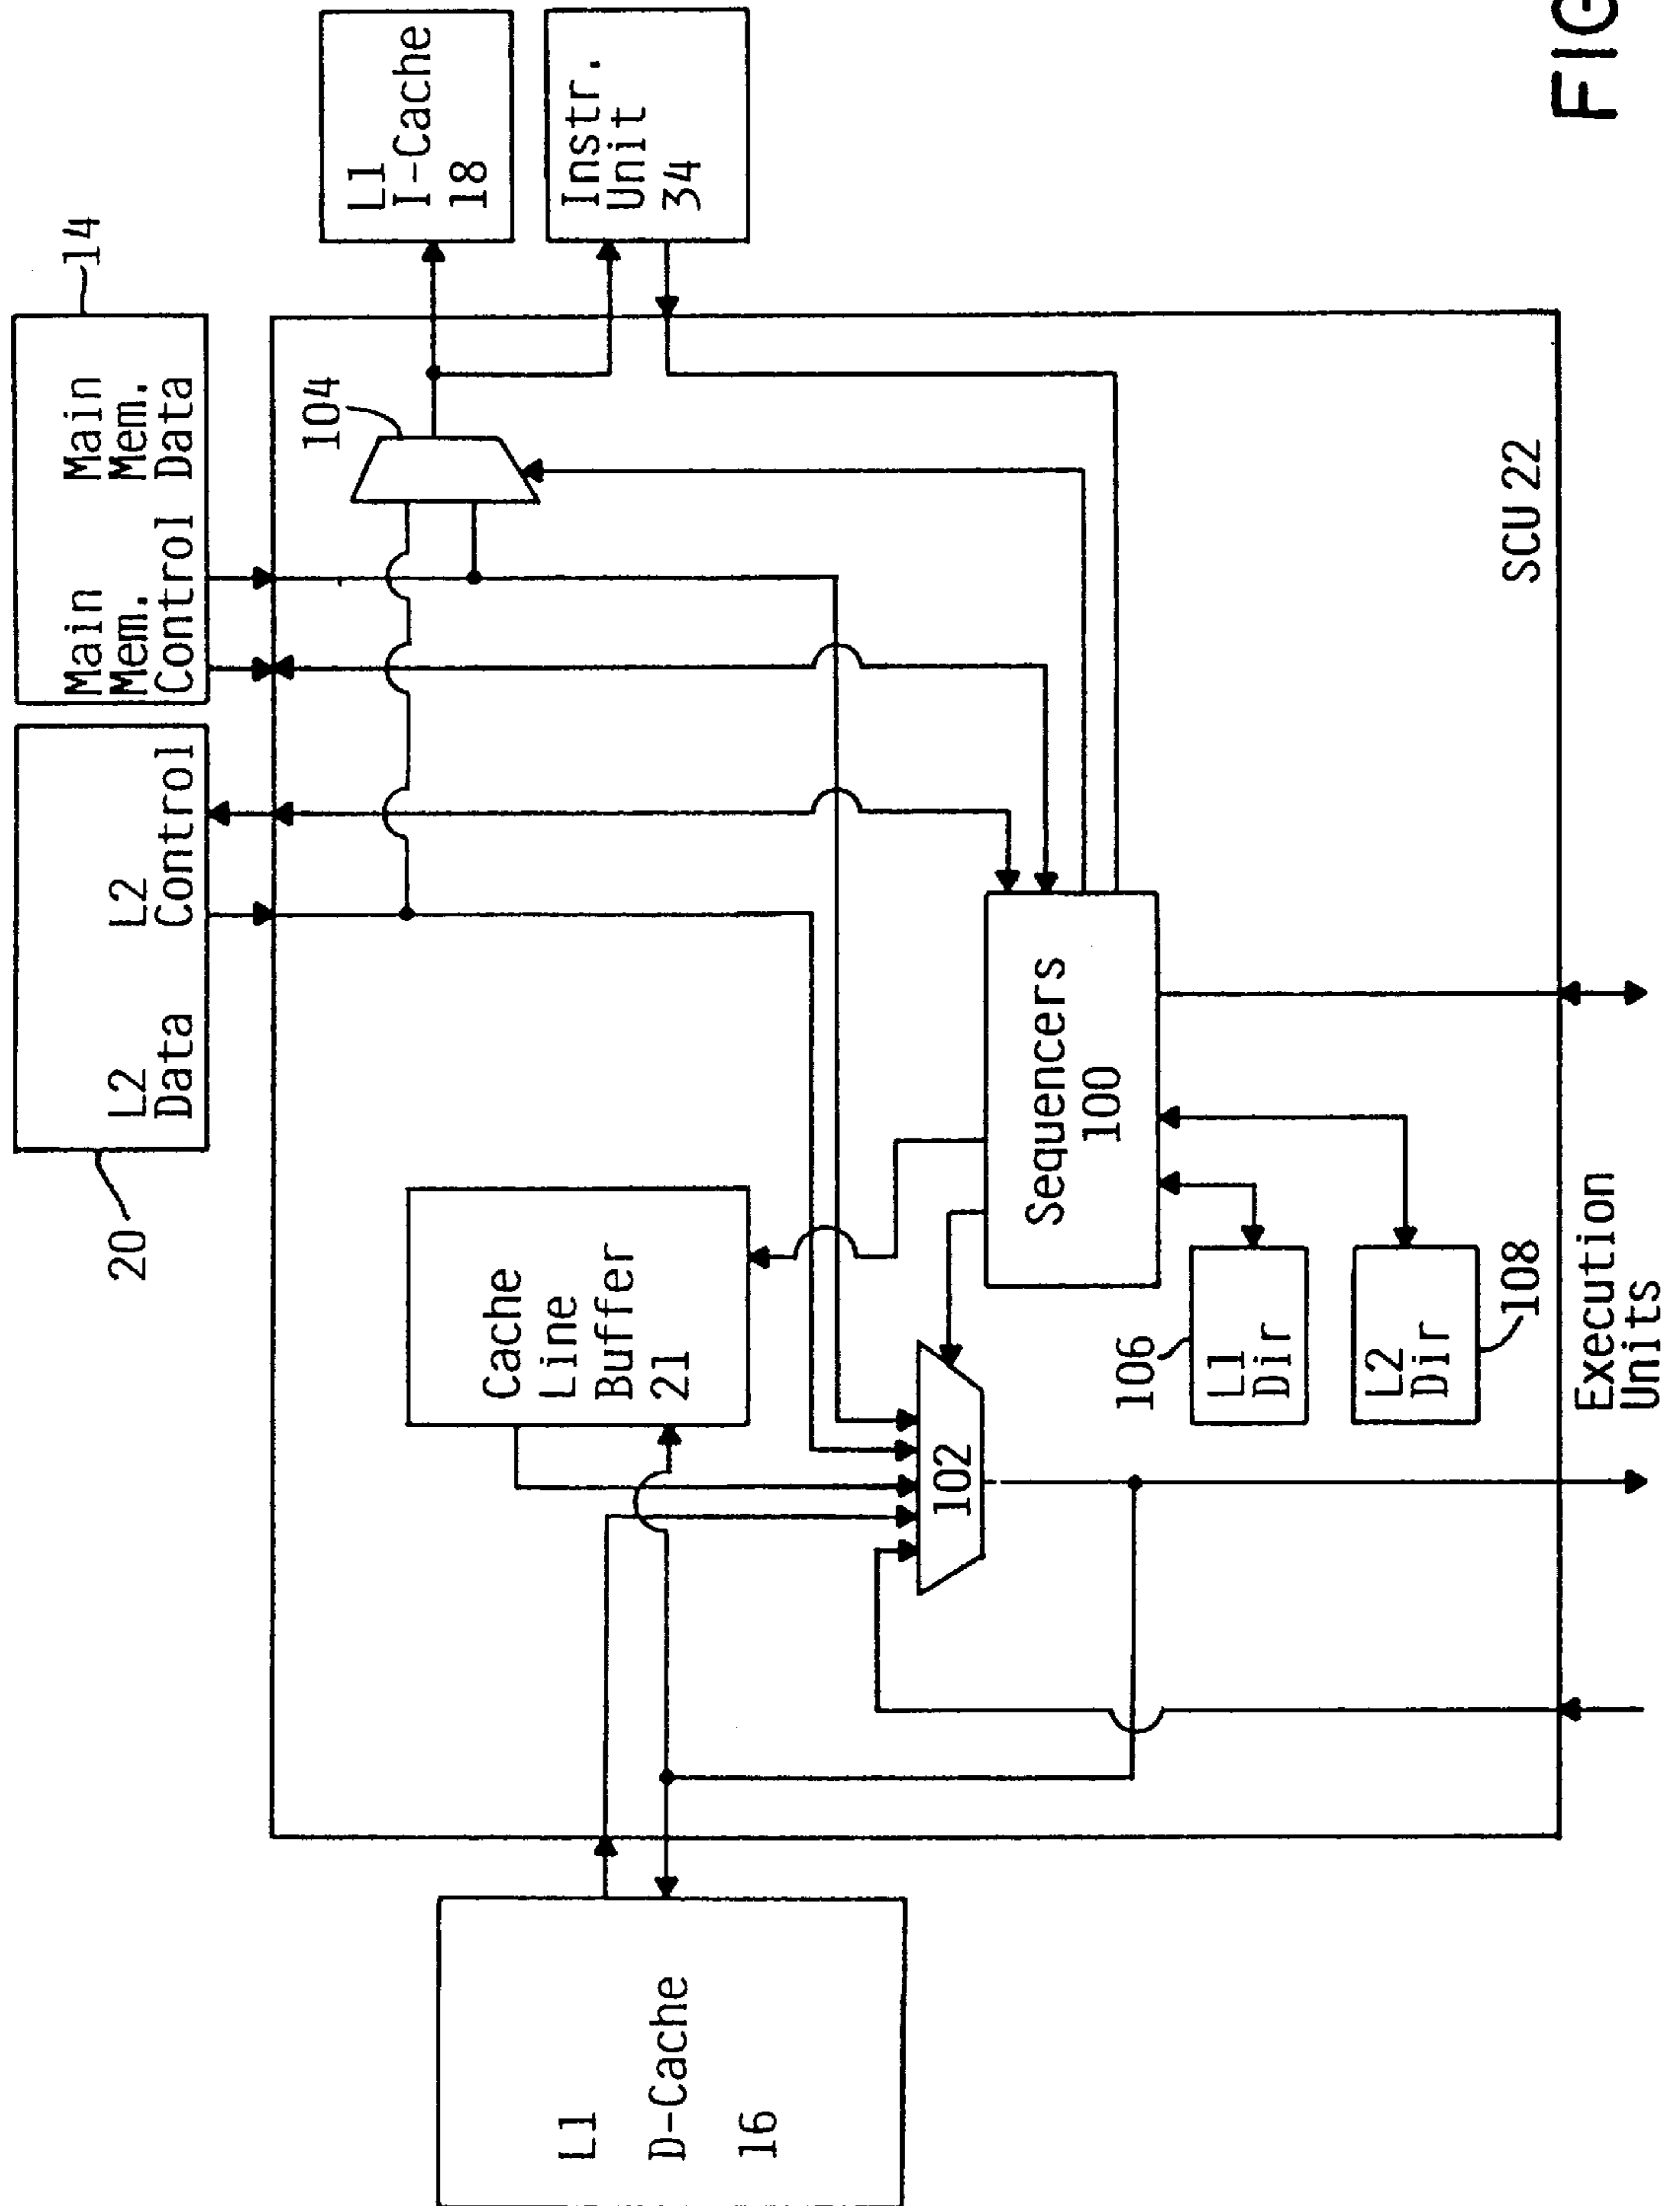 L1
D-Cache
16
20
L2
Data
L2
Control
Main
Mem.
Control
Main
Mem.
Data
14
L1
I-Cache
18
Instr.
Unit
34
104
Cache
Line
Buffer
21
102
Sequencers
100
106
L1
Dir
L2
Dir
108
SCU 22
Execution
Units
FIG